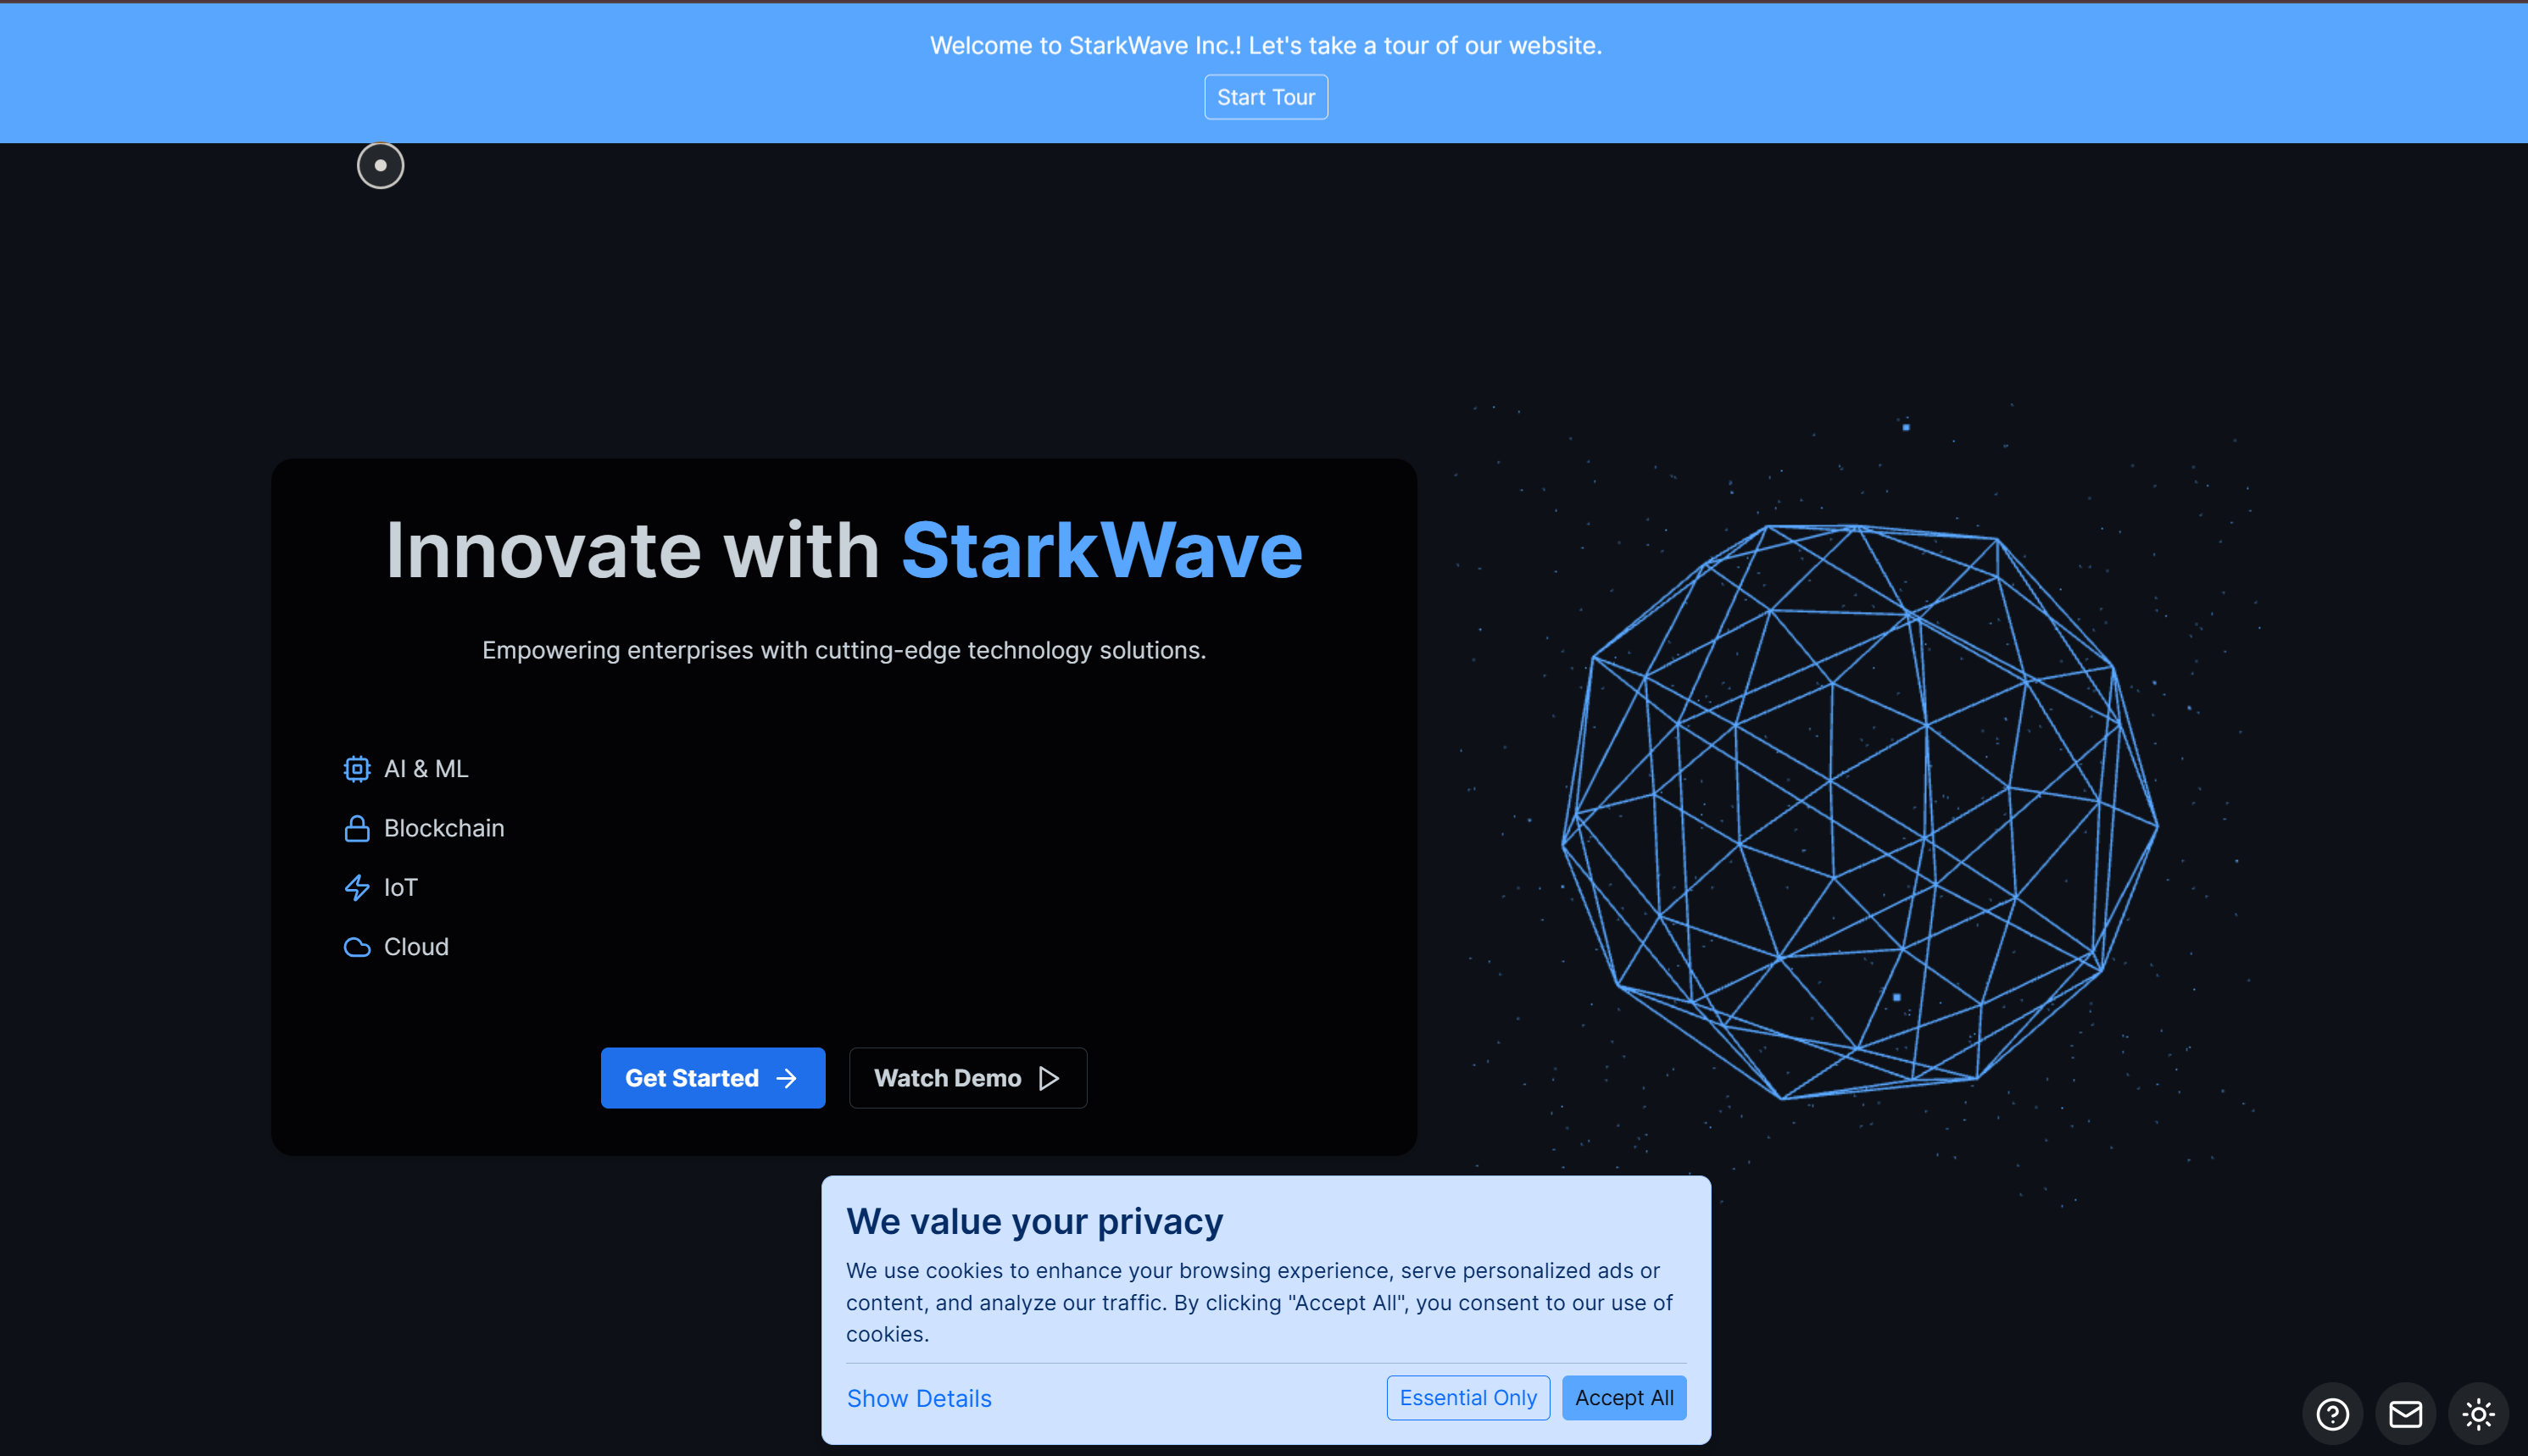 Welcome to StarkWave Inc.! Let's take a tour of our website.
Start Tour
Innovate with StarkWave
Empowering enterprises with cutting-edge technology solutions.
AI & ML
Blockchain
IoT
Cloud
Get Started
Watch Demo
We value your privacy
We use cookies to enhance your browsing experience, serve personalized ads or
content, and analyze our traffic. By clicking "Accept All", you consent to our use of
cookies.
Show Details
Essential Only
Accept All